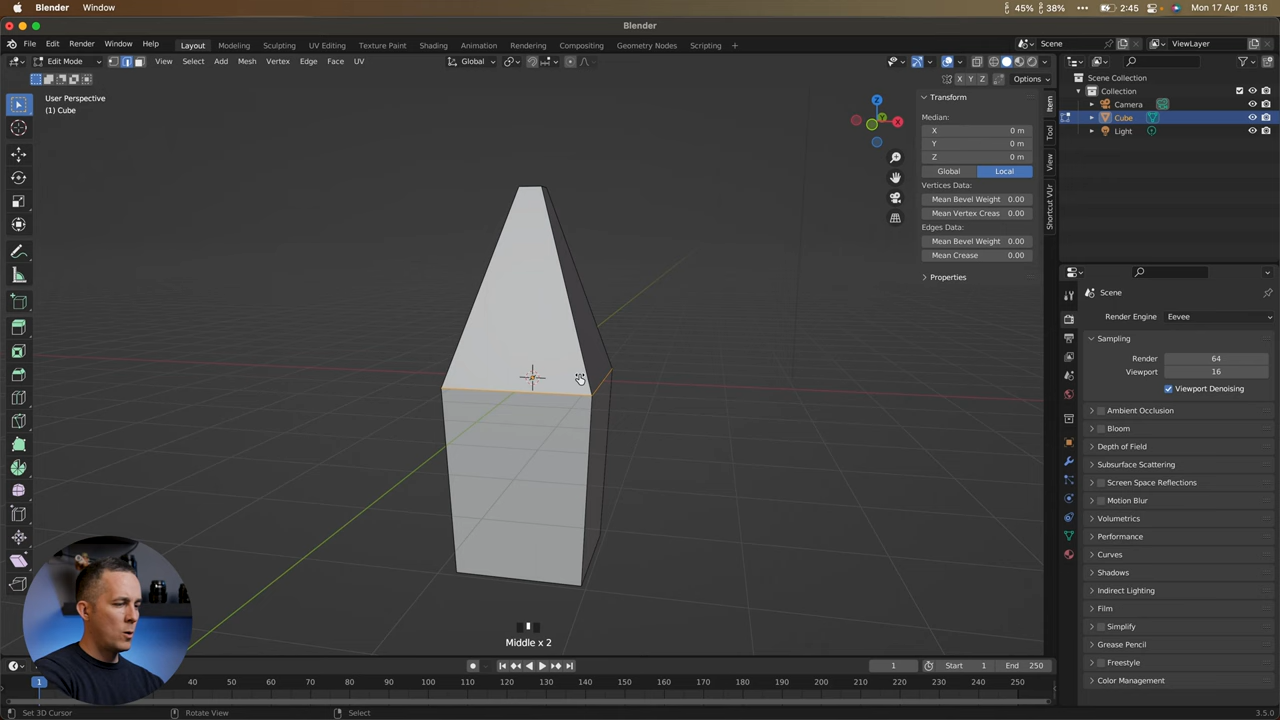 Blender Window 45% 38% 2:45 Mon 17 Apr 18:16
Blender
File Edit Render Window Help Layout Modeling Sculpting UV Editing Texture Paint Shading Animation Rendering Compositing Geometry Nodes Scripting + Scene ViewLayer
Edit Mode View Select Add Mesh Vertex Edge Face UV Global
X Y Z Options
User Perspective
(1) Cube
Z
Y
X
Transform
Median:
X 0 m
Y 0 m
Z 0 m
Global Local
Vertices Data:
Mean Bevel Weight 0.00
Mean Vertex Creas 0.00
Edges Data:
Mean Bevel Weight 0.00
Mean Crease 0.00
Properties
Item
Tool
View
Shortcut VUr
Scene Collection
Collection
Camera
Cube
Light
Scene
Render Engine Eevee
Sampling
Render 64
Viewport 16
Viewport Denoising
Ambient Occlusion
Bloom
Depth of Field
Subsurface Scattering
Screen Space Reflections
Motion Blur
Volumetrics
Performance
Curves
Shadows
Indirect Lighting
Film
Simplify
Grease Pencil
Freestyle
Color Management
Middle x 2
1 Start 1 End 250
1 40 50 60 70 80 90 100 110 120 130 140 150 160 170 180 190 200 210 220 230 240 250
Set 3D Cursor Rotate View Select 3.5.0